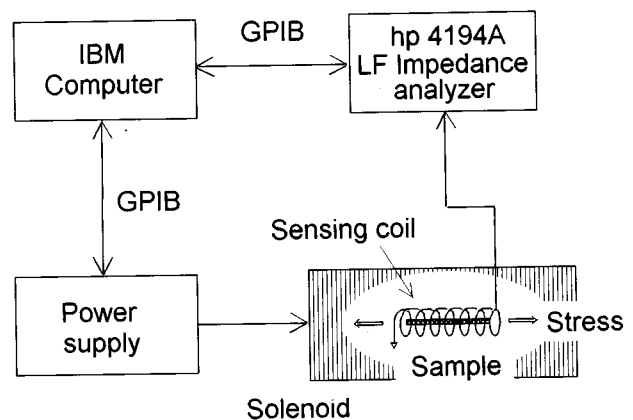 IBM
Computer
GPIB
hp 4194A
LF Impedance
analyzer
GPIB
Sensing coil
Power
supply
Stress
Sample
Solenoid